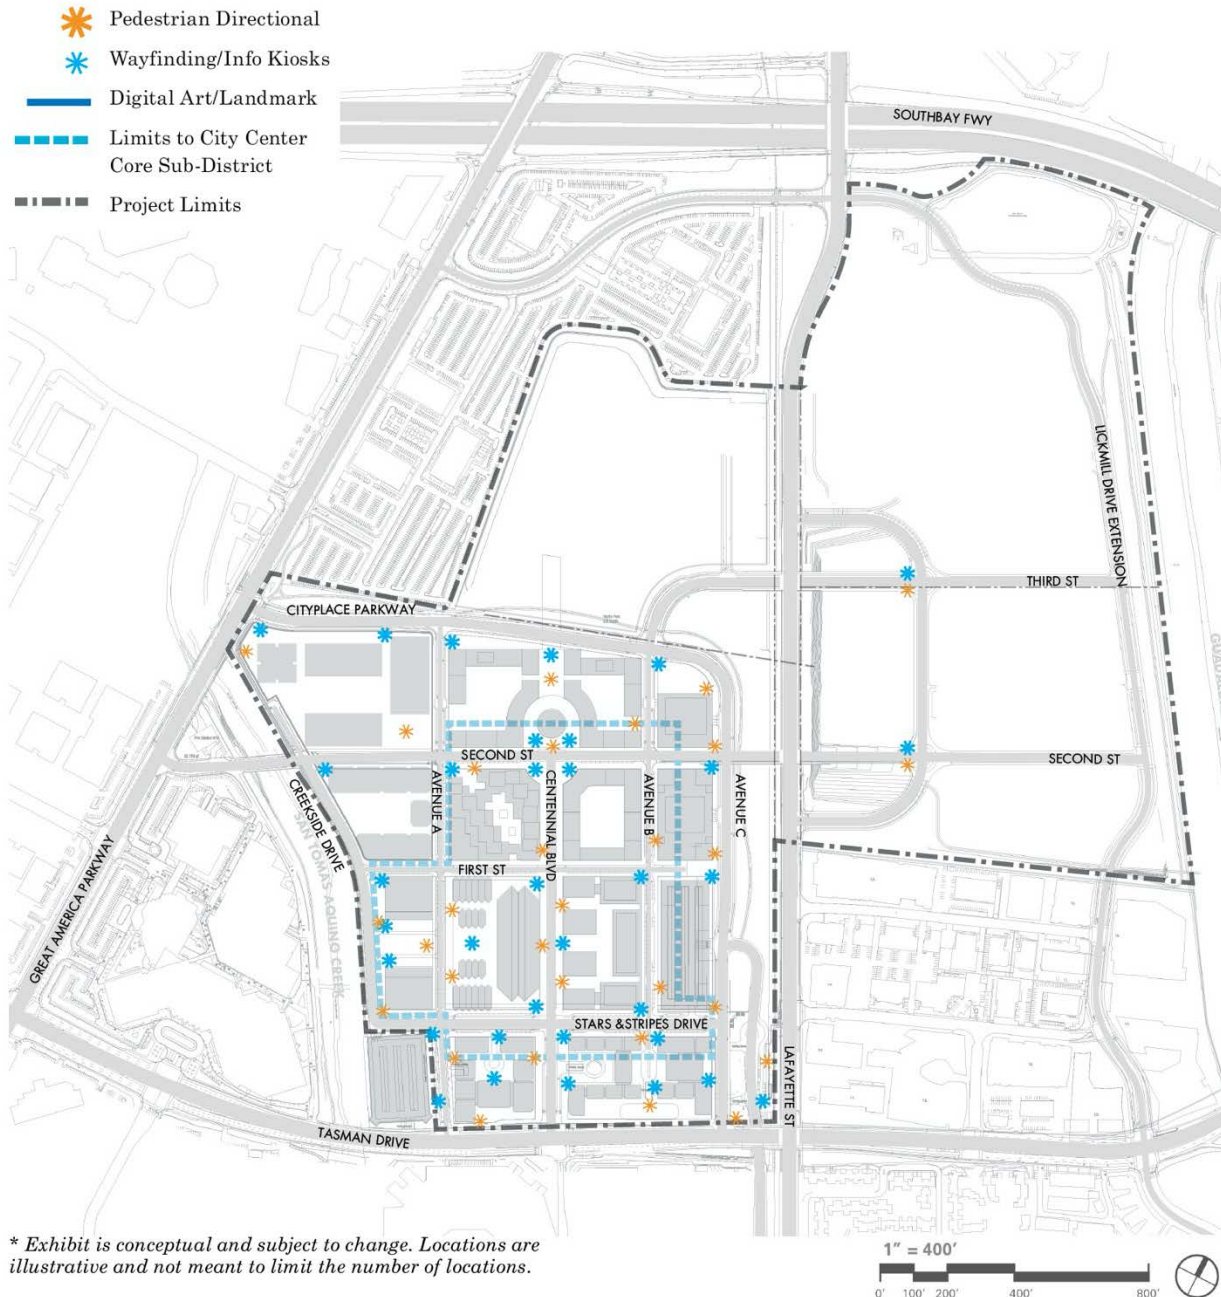 Pedestrian Directional
Wayfinding/Info Kiosks
Digital Art/Landmark
Limits to City Center
Core Sub-District
Project Limits
SOUTHBAY FWY
LICKMILL DRIVE EXTENSION
THIRD ST
CITYPLACE PARKWAY
SECOND ST
SECOND ST
AVENUE A
CENTENNIAL BLVD
AVENUE B
AVENUE C
CREEKSIDE DRIVE
SAN TOMAS AQUINO CREEK
FIRST ST
GREAT AMERICA PARKWAY
STARS &STRIPES DRIVE
LAFAYETTE ST
TASMAN DRIVE
* Exhibit is conceptual and subject to change. Locations are
illustrative and not meant to limit the number of locations.
1" = 400'
0' 100' 200' 400' 800'